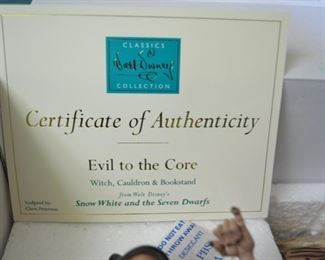 CLASSICS
Walt Disney
COLLECTION
Certificate of Authenticity
Evil to the Core
Witch, Cauldron & Bookstand
from Walt Disney's
Snow White and the Seven Dwarfs
Sculpted by
Chris Peterson
DO NOT EAT
THROW AWAY
DESICCANT